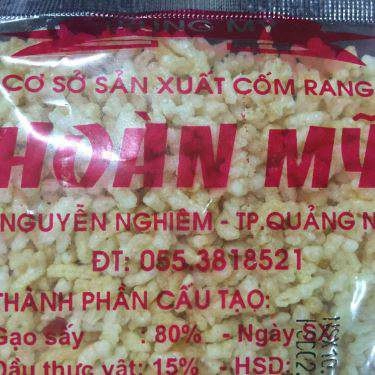 CƠ SỞ SẢN XUẤT CỐM RANG
HOÀN MỸ
NGUYỄN NGHIÊM - TP.QUẢNG N
ĐT: 055.3818521
THÀNH PHẦN CẤU TẠO:
Gạo sấy : 80% - Ngày SX
Dầu thực vật: 15% - HSD: